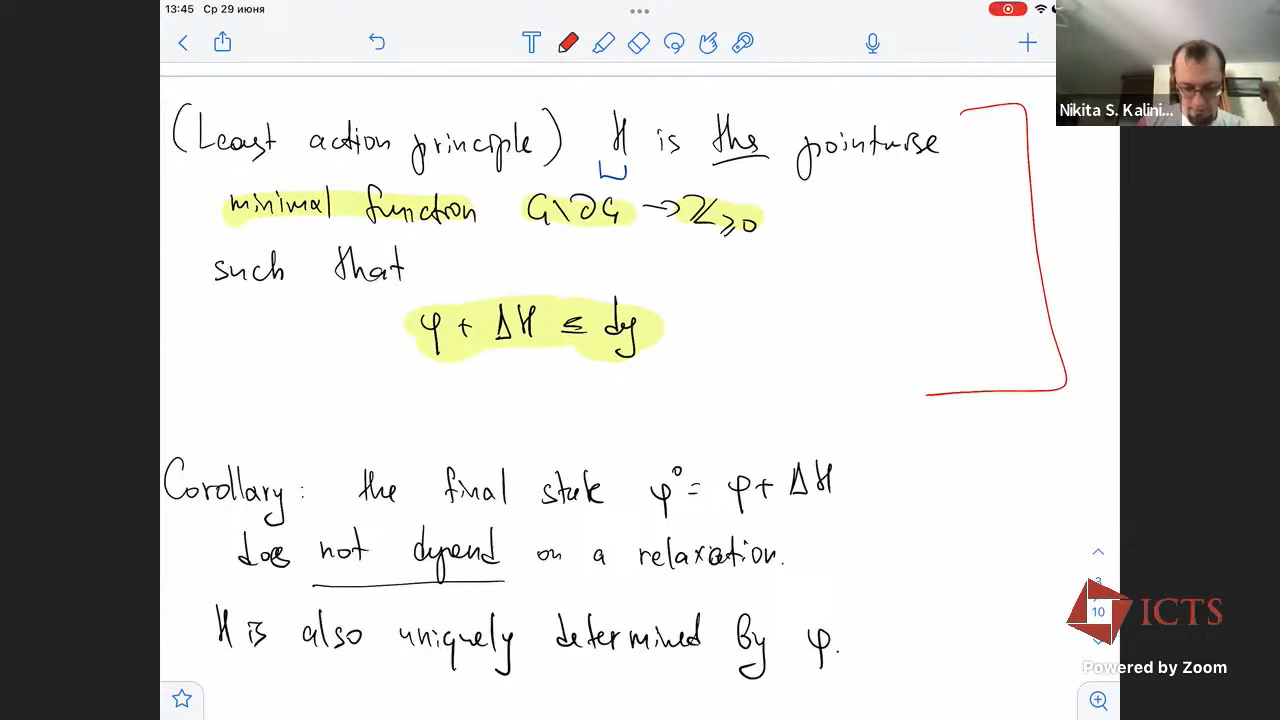 13:45 Ср 29 июня
Nikita S. Kalini...
(Least action principle) H is the pointwise
minimal function G\∂G → ℤ≥0
such that
φ + ΔH ≤ deg
Corollary: the final state φ° = φ + ΔH
does not depend on a relaxation.
H is also uniquely determined by φ.
3
10
ICTS
Powered by Zoom